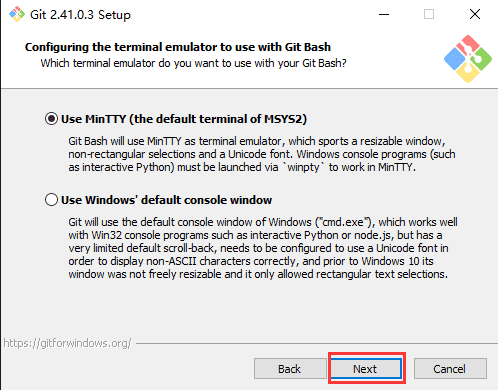 Git 2.41.0.3 Setup
Configuring the terminal emulator to use with Git Bash
Which terminal emulator do you want to use with your Git Bash?
Use MinTTY (the default terminal of MSYS2)
Git Bash will use MinTTY as terminal emulator, which sports a resizable window,
non-rectangular selections and a Unicode font. Windows console programs (such
as interactive Python) must be launched via `winpty` to work in MinTTY.
Use Windows' default console window
Git will use the default console window of Windows ("cmd.exe"), which works well
with Win32 console programs such as interactive Python or node.js, but has a
very limited default scroll-back, needs to be configured to use a Unicode font in
order to display non-ASCII characters correctly, and prior to Windows 10 its
window was not freely resizable and it only allowed rectangular text selections.
https://gitforwindows.org/
Back
Next
Cancel